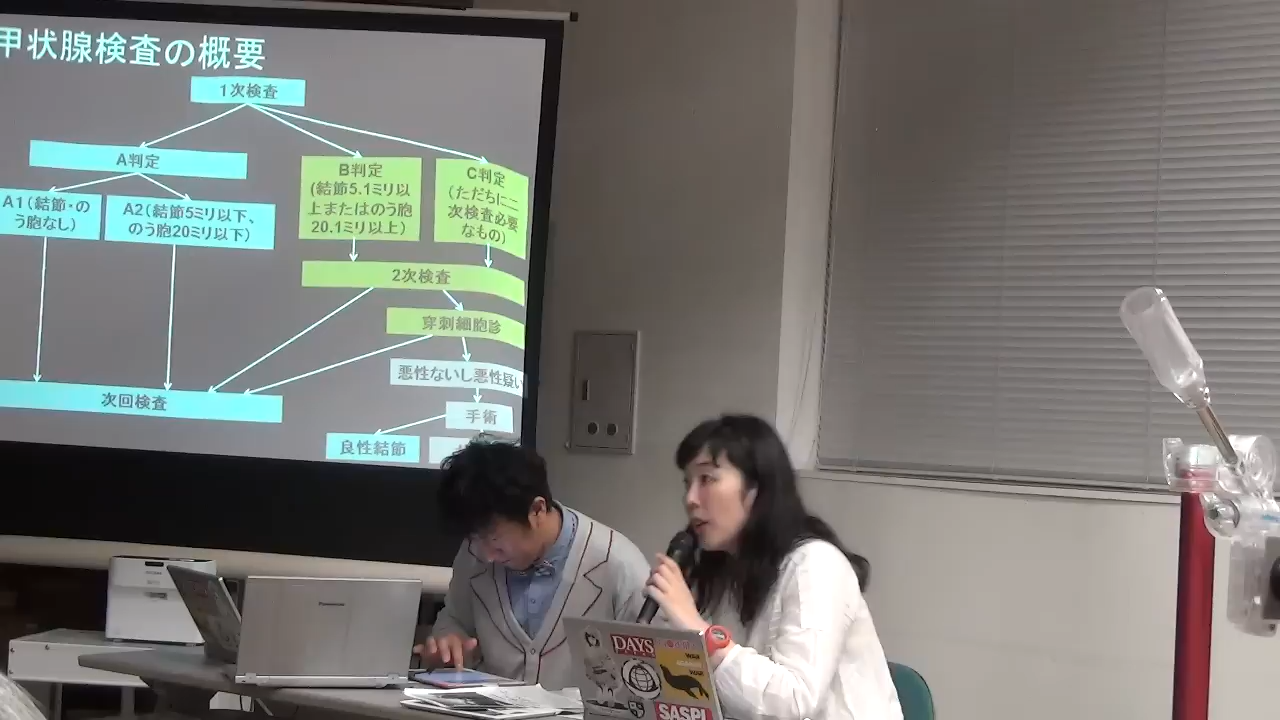 甲状腺検査の概要
1次検査
A判定
B判定
(結節5.1ミリ以
上またはのう胞
20.1ミリ以上)
C判定
(ただちに二
次検査必要
なもの)
A1(結節・の
う胞なし)
A2(結節5ミリ以下、
のう胞20ミリ以下)
2次検査
穿刺細胞診
悪性ないし悪性疑い
次回検査
手術
良性結節
Panasonic
DAYS
WAR
WAR
SASPL